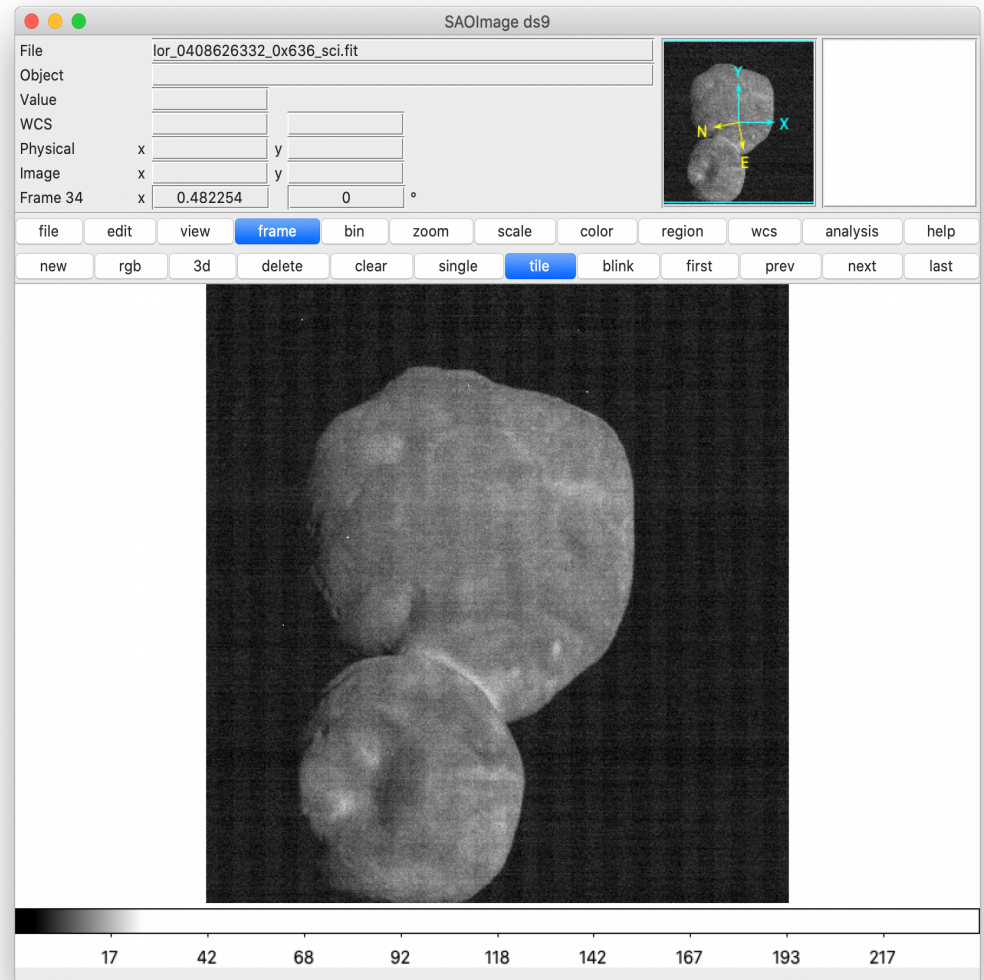 SAOImage ds9
File lor_0408626332_0x636_sci.fit
Object
Value
WCS
Physical x y
Image x y
Frame 34 x 0.482254 0 °
Y
X
N
E
file edit view frame bin zoom scale color region wcs analysis help
new rgb 3d delete clear single tile blink first prev next last
17 42 68 92 118 142 167 193 217